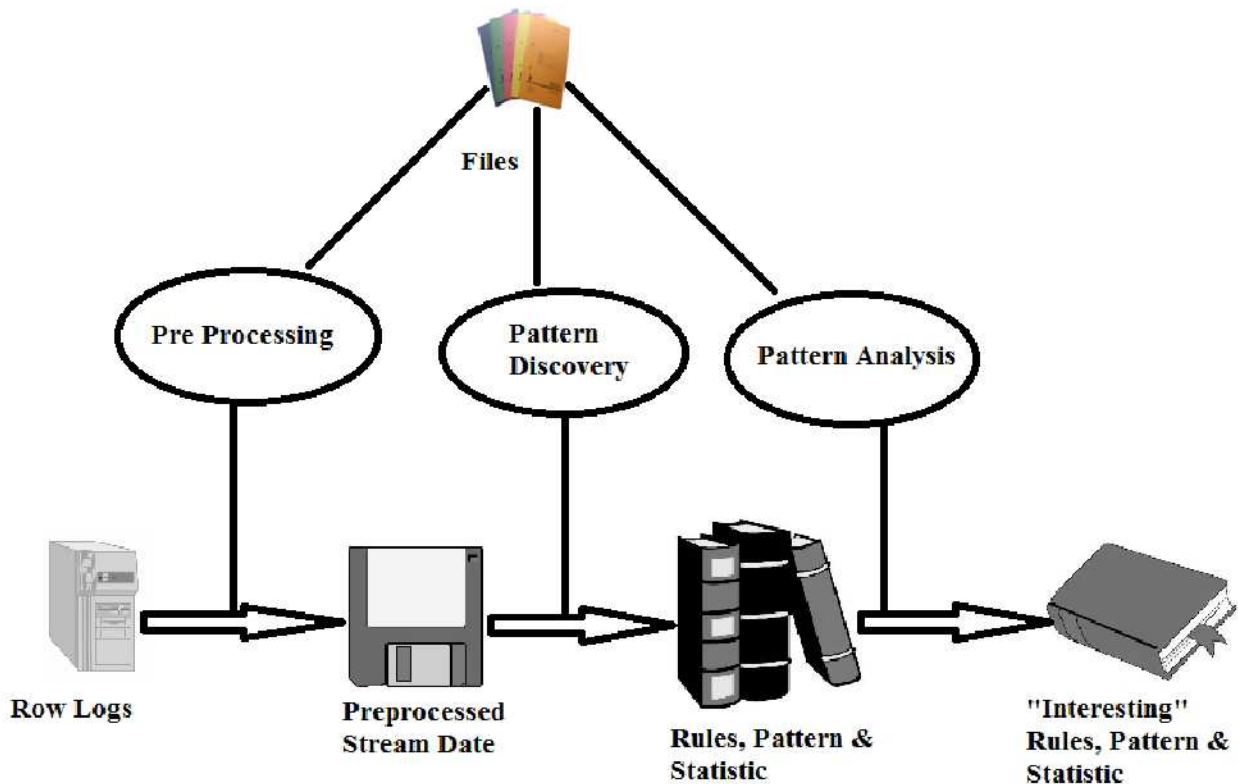 Files
Pre Processing
Pattern
Discovery
Pattern Analysis
Row Logs
Preprocessed
Stream Date
Rules, Pattern &
Statistic
"Interesting"
Rules, Pattern &
Statistic